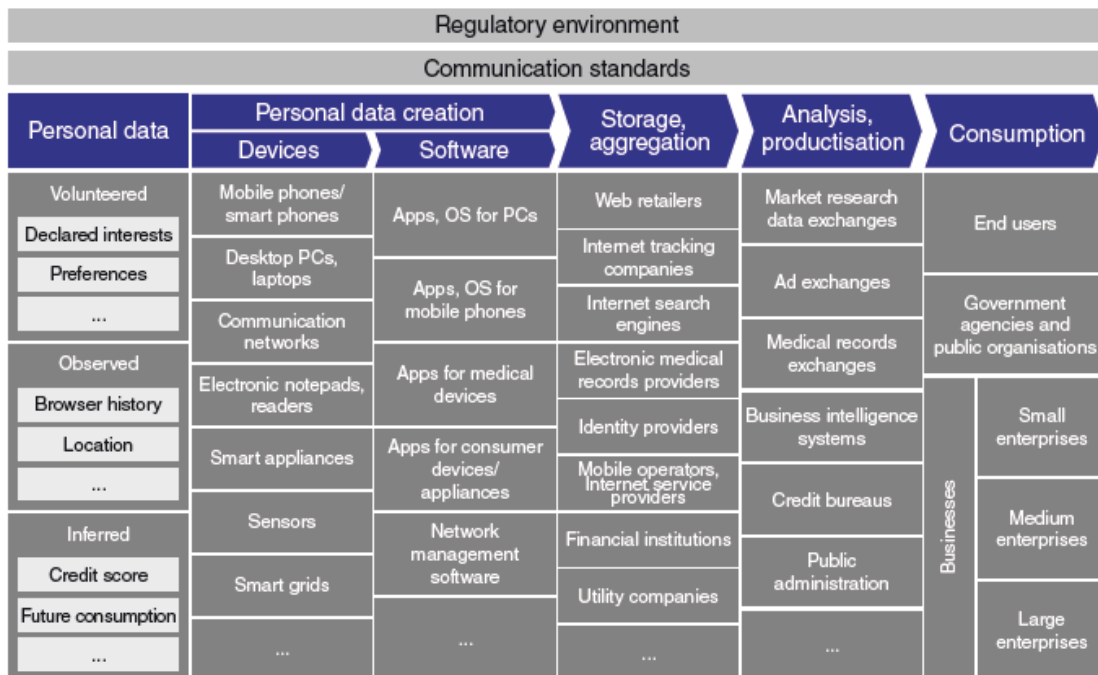 Regulatory environment
Communication standards
Personal data
Personal data creation
Devices
Software
Storage,
aggregation
Analysis,
productisation
Consumption
Volunteered
Declared interests
Preferences
...
Observed
Browser history
Location
...
Inferred
Credit score
Future consumption
...
Mobile phones/
smart phones
Desktop PCs,
laptops
Communication
networks
Electronic notepads,
readers
Smart appliances
Sensors
Smart grids
...
Apps, OS for PCs
Apps, OS for
mobile phones
Apps for medical
devices
Apps for consumer
devices/
appliances
Network
management
software
...
Web retailers
Internet tracking
companies
Internet search
engines
Electronic medical
records providers
Identity providers
Mobile operators,
Internet service
providers
Financial institutions
Utility companies
...
Market research
data exchanges
Ad exchanges
Medical records
exchanges
Business intelligence
systems
Credit bureaus
Public
administration
...
End users
Government
agencies and
public organisations
Businesses
Small
enterprises
Medium
enterprises
Large
enterprises